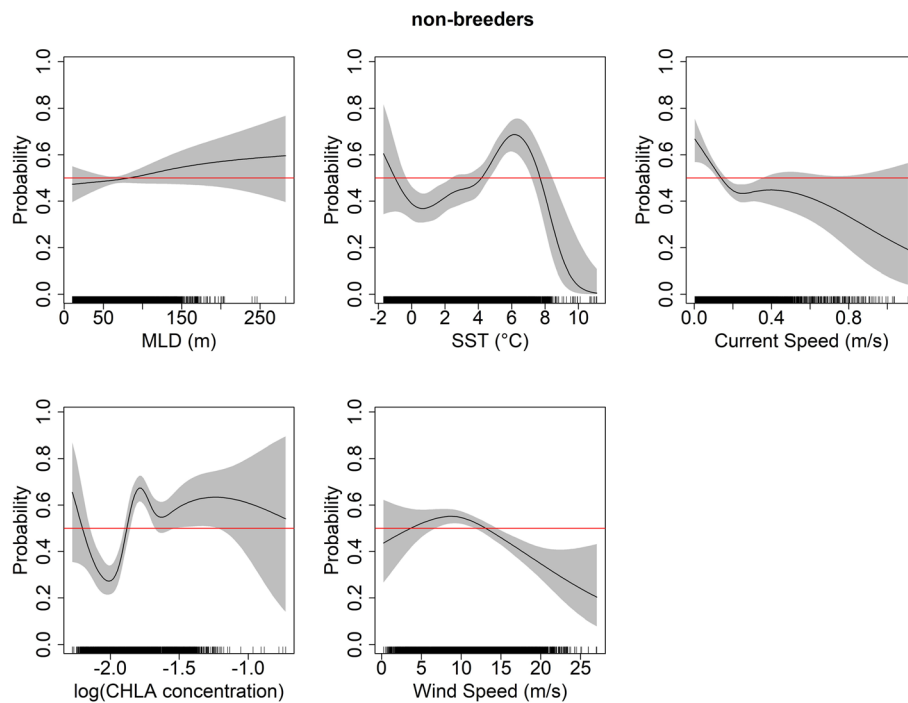 non-breeders
Probability
0.0 0.2 0.4 0.6 0.8 1.0
0 50 150 250
MLD (m)
Probability
0.0 0.2 0.4 0.6 0.8 1.0
-2 0 2 4 6 8 10
SST (°C)
Probability
0.0 0.2 0.4 0.6 0.8 1.0
0.0 0.4 0.8
Current Speed (m/s)
Probability
0.0 0.2 0.4 0.6 0.8 1.0
-2.0 -1.5 -1.0
log(CHLA concentration)
Probability
0.0 0.2 0.4 0.6 0.8 1.0
0 5 10 15 20 25
Wind Speed (m/s)